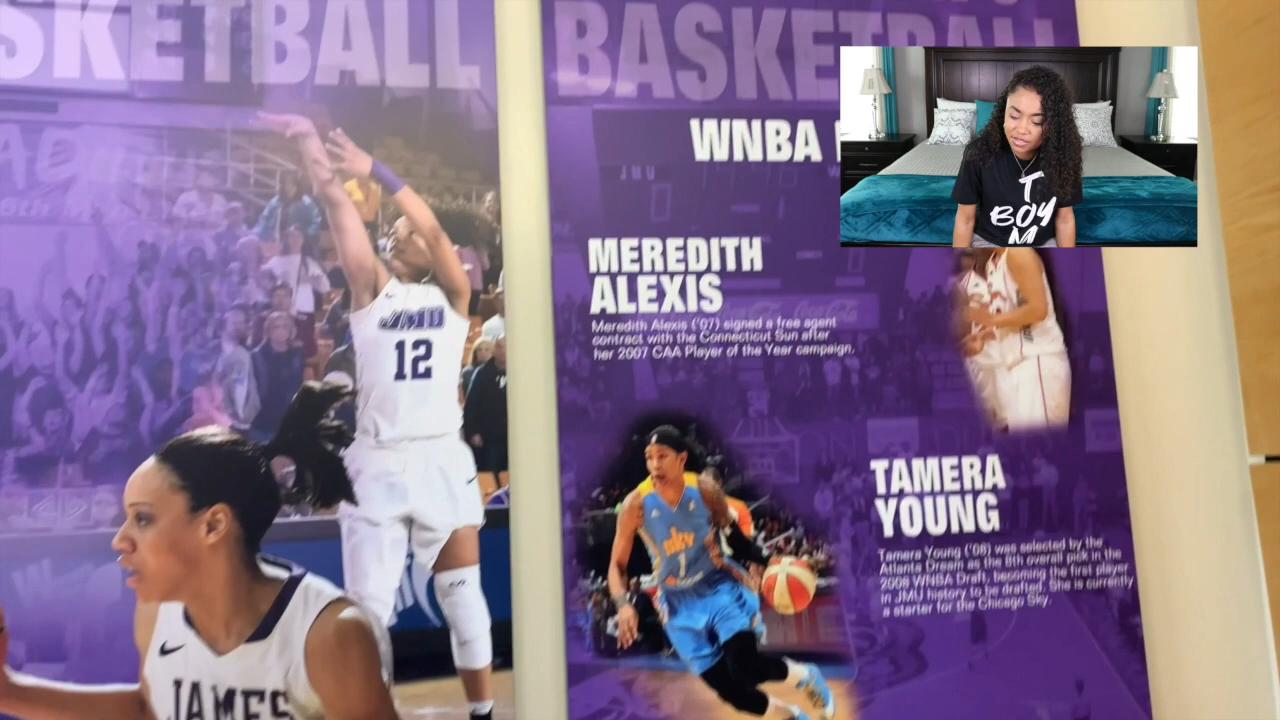 SKETBALL
BASKETBALL
WNBA
JMU
MEREDITH
ALEXIS
Meredith Alexis ('07) signed a free agent
contract with the Connecticut Sun after
her 2007 CAA Player of the Year campaign.
TAMERA
YOUNG
Tamera Young ('08) was selected by the
Atlanta Dream as the 8th overall pick in the
2008 WNBA Draft, becoming the first player
in JMU history to be drafted. She is currently
a starter for the Chicago Sky.
JMU
12
JAMES
sky
1
T
BOY
M